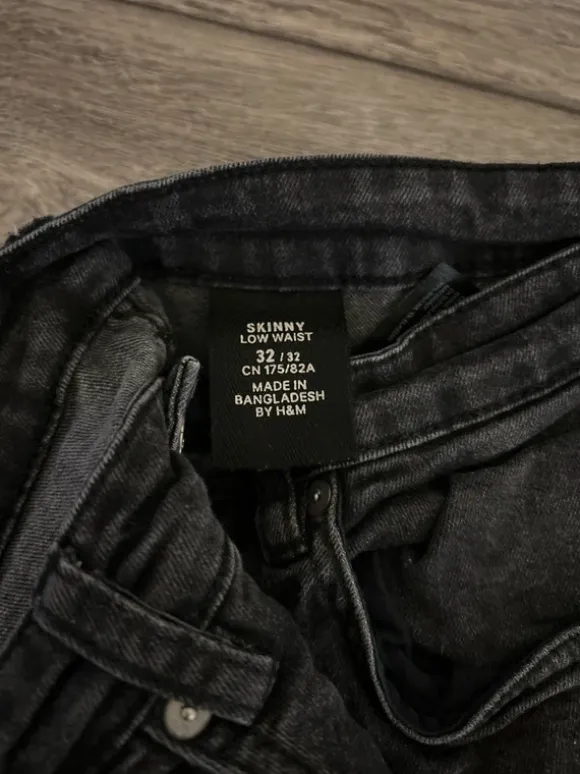 SKINNY
LOW WAIST
32 / 32
CN 175/82A
MADE IN
BANGLADESH
BY H&M